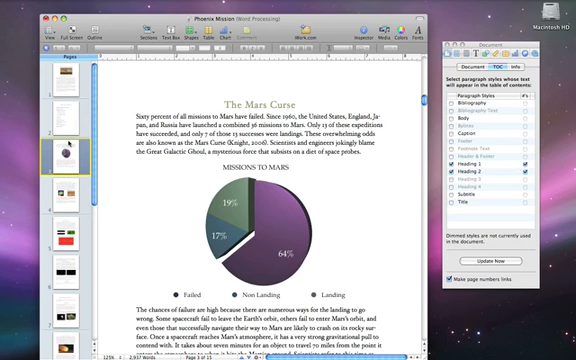 Phoenix Mission (Word Processing)
View
Full Screen
Outline
Sections
Text Box
Shapes
Table
Chart
iWork.com
Inspector
Media
Colors
Fonts
Pages
The Mars Curse
Sixty percent of all missions to Mars have failed. Since 1960, the United States, England, Ja-
pan, and Russia have launched a combined 36 missions to Mars. Only 13 of these expeditions
have succeeded, and only 7 of those 13 successes were landings. These overwhelming odds
are also known as the Mars Curse (Knight, 2006). Scientists and engineers jokingly blame
the Great Galactic Ghoul, a mysterious force that subsists on a diet of space probes.
MISSIONS TO MARS
19%
17%
64%
Failed
Non Landing
Landing
The chances of failure are high because there are numerous ways for the landing to go
wrong. Some spacecraft fail to leave the Earth's orbit, others fail to enter Mars's orbit, and
even those that successfully navigate their way to Mars are likely to crash on its rocky sur-
face. Once a spacecraft reaches Mars's atmosphere, it has a very strong gravitational pull to
contend with. It takes about seven minutes for an object to travel 70 miles from the top of
125%
2,937 Words
Page 3 of 15
Macintosh HD
Document
Document
TOC
Info
Select paragraph styles whose text
will appear in the table of contents:
Paragraph Styles
#'s
Bibliography
Body
Bylines
Caption
Footer
Footnote Text
Header & Footer
Heading 1
Heading 2
Heading 3
Heading 4
Subtitle
Title
Dimmed styles are not currently used
in the document.
Update Now
Make page numbers links.